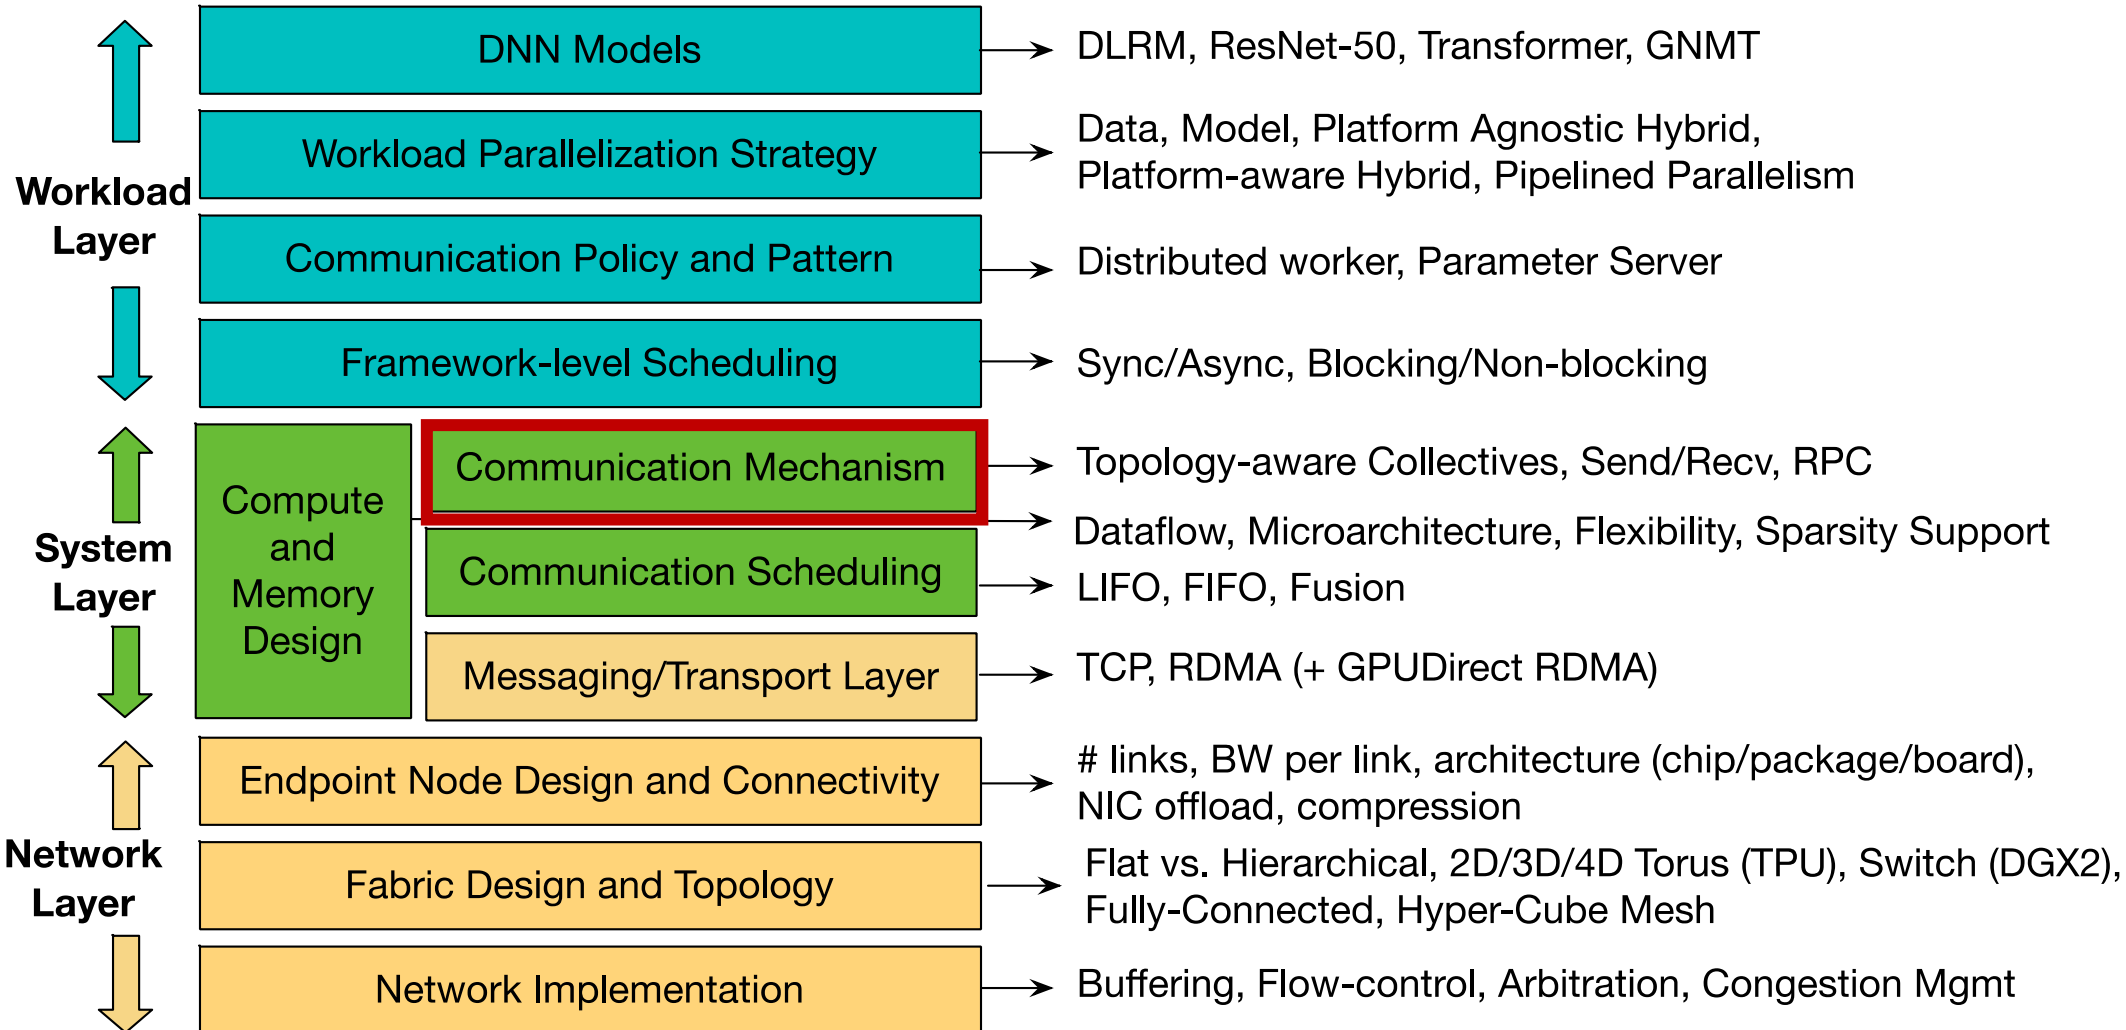 DNN Models
DLRM, ResNet-50, Transformer, GNMT
Workload Parallelization Strategy
Data, Model, Platform Agnostic Hybrid,
Platform-aware Hybrid, Pipelined Parallelism
Workload
Layer
Communication Policy and Pattern
Distributed worker, Parameter Server
Framework-level Scheduling
Sync/Async, Blocking/Non-blocking
System
Layer
Compute
and
Memory
Design
Communication Mechanism
Topology-aware Collectives, Send/Recv, RPC
Dataflow, Microarchitecture, Flexibility, Sparsity Support
Communication Scheduling
LIFO, FIFO, Fusion
Messaging/Transport Layer
TCP, RDMA (+ GPUDirect RDMA)
Network
Layer
Endpoint Node Design and Connectivity
# links, BW per link, architecture (chip/package/board),
NIC offload, compression
Fabric Design and Topology
Flat vs. Hierarchical, 2D/3D/4D Torus (TPU), Switch (DGX2),
Fully-Connected, Hyper-Cube Mesh
Network Implementation
Buffering, Flow-control, Arbitration, Congestion Mgmt